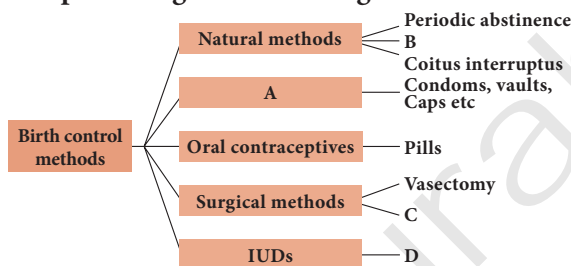 Periodic abstinence
Natural methods
B
Coitus interruptus
A
Condoms, vaults,
Caps etc
Birth control
methods
Oral contraceptives
Pills
Surgical methods
Vasectomy
C
IUDs
D